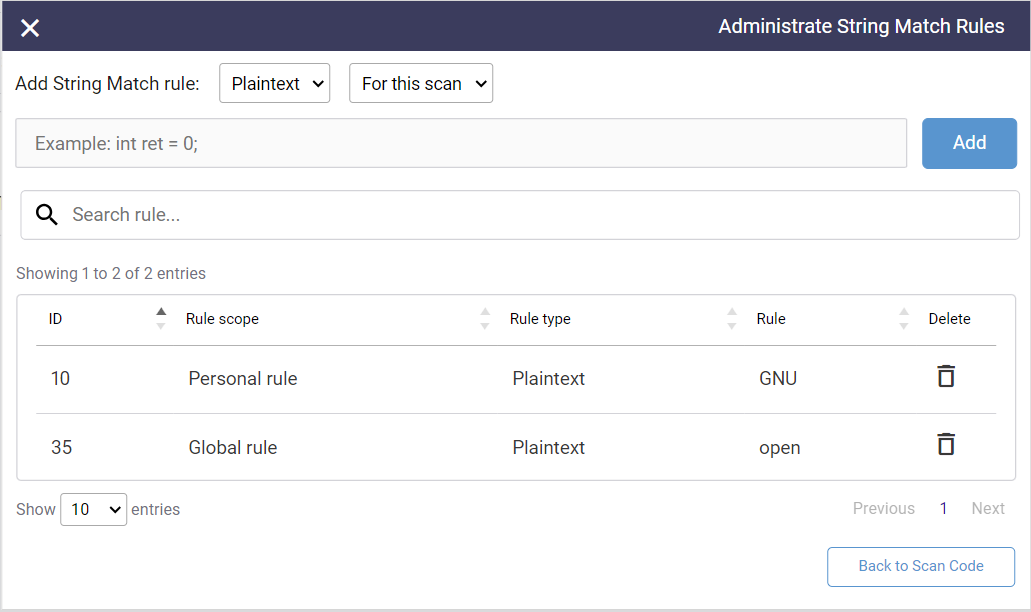 Administrate String Match Rules
Add String Match rule: Plaintext For this scan
Example: int ret = 0; Add
Search rule...
Showing 1 to 2 of 2 entries
ID Rule scope Rule type Rule Delete
10 Personal rule Plaintext GNU
35 Global rule Plaintext open
Show 10 entries Previous 1 Next
Back to Scan Code